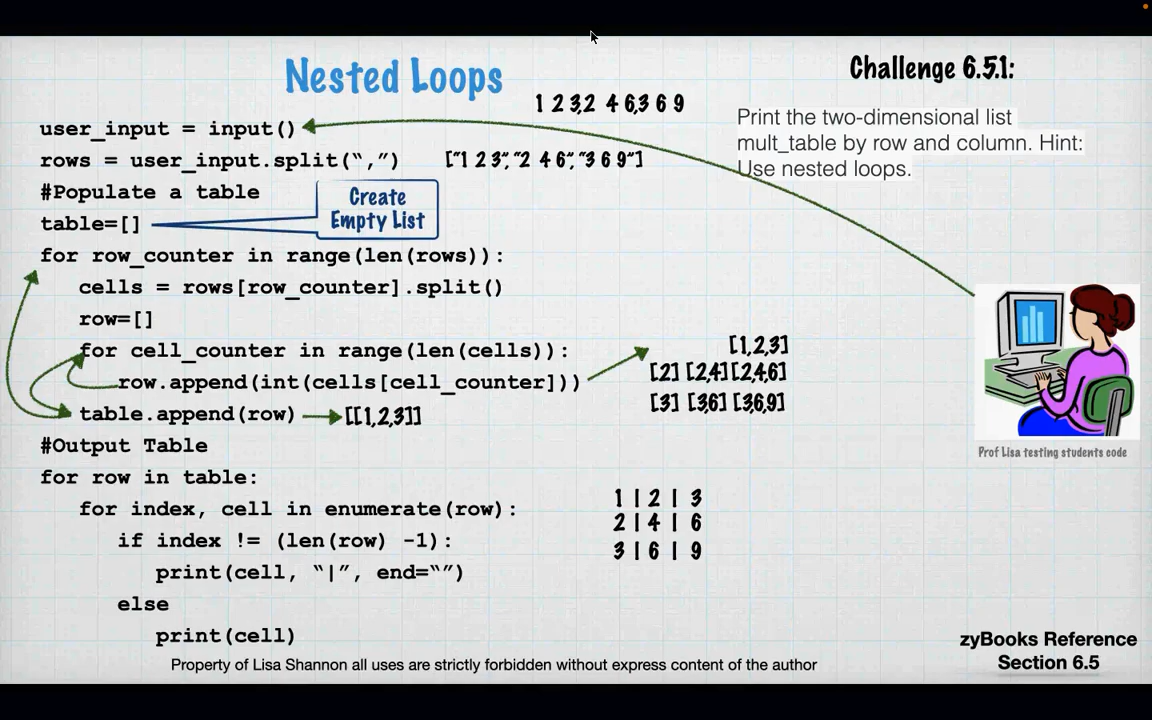 Nested Loops
Challenge 6.5.1:
1 2 3,2 4 6,3 6 9
Print the two-dimensional list
mult_table by row and column. Hint:
Use nested loops.
user_input = input()
rows = user_input.split(“,”)
["1 2 3","2 4 6","3 6 9"]
#Populate a table
Create
Empty List
table=[]
for row_counter in range(len(rows)):
cells = rows[row_counter].split()
row=[]
for cell_counter in range(len(cells)):
[1,2,3]
row.append(int(cells[cell_counter]))
[2] [2,4] [2,4,6]
[3] [3,6] [3,6,9]
table.append(row)
[[1,2,3]]
#Output Table
Prof Lisa testing students code
for row in table:
for index, cell in enumerate(row):
if index != (len(row) -1):
print(cell, “|”, end=“”)
else
print(cell)
1 | 2 | 3
2 | 4 | 6
3 | 6 | 9
zyBooks Reference
Section 6.5
Property of Lisa Shannon all uses are strictly forbidden without express content of the author